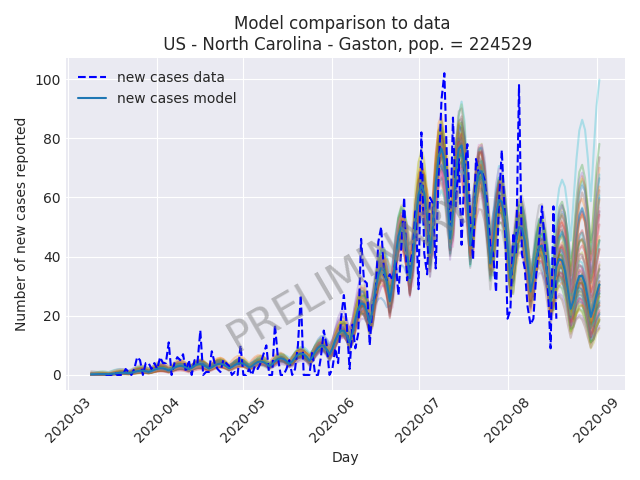 Model comparison to data
US - North Carolina - Gaston, pop. = 224529
new cases data
new cases model
Number of new cases reported
100
80
60
40
20
0
PRELIMINARY
2020-03
2020-04
2020-05
2020-06
2020-07
2020-08
2020-09
Day